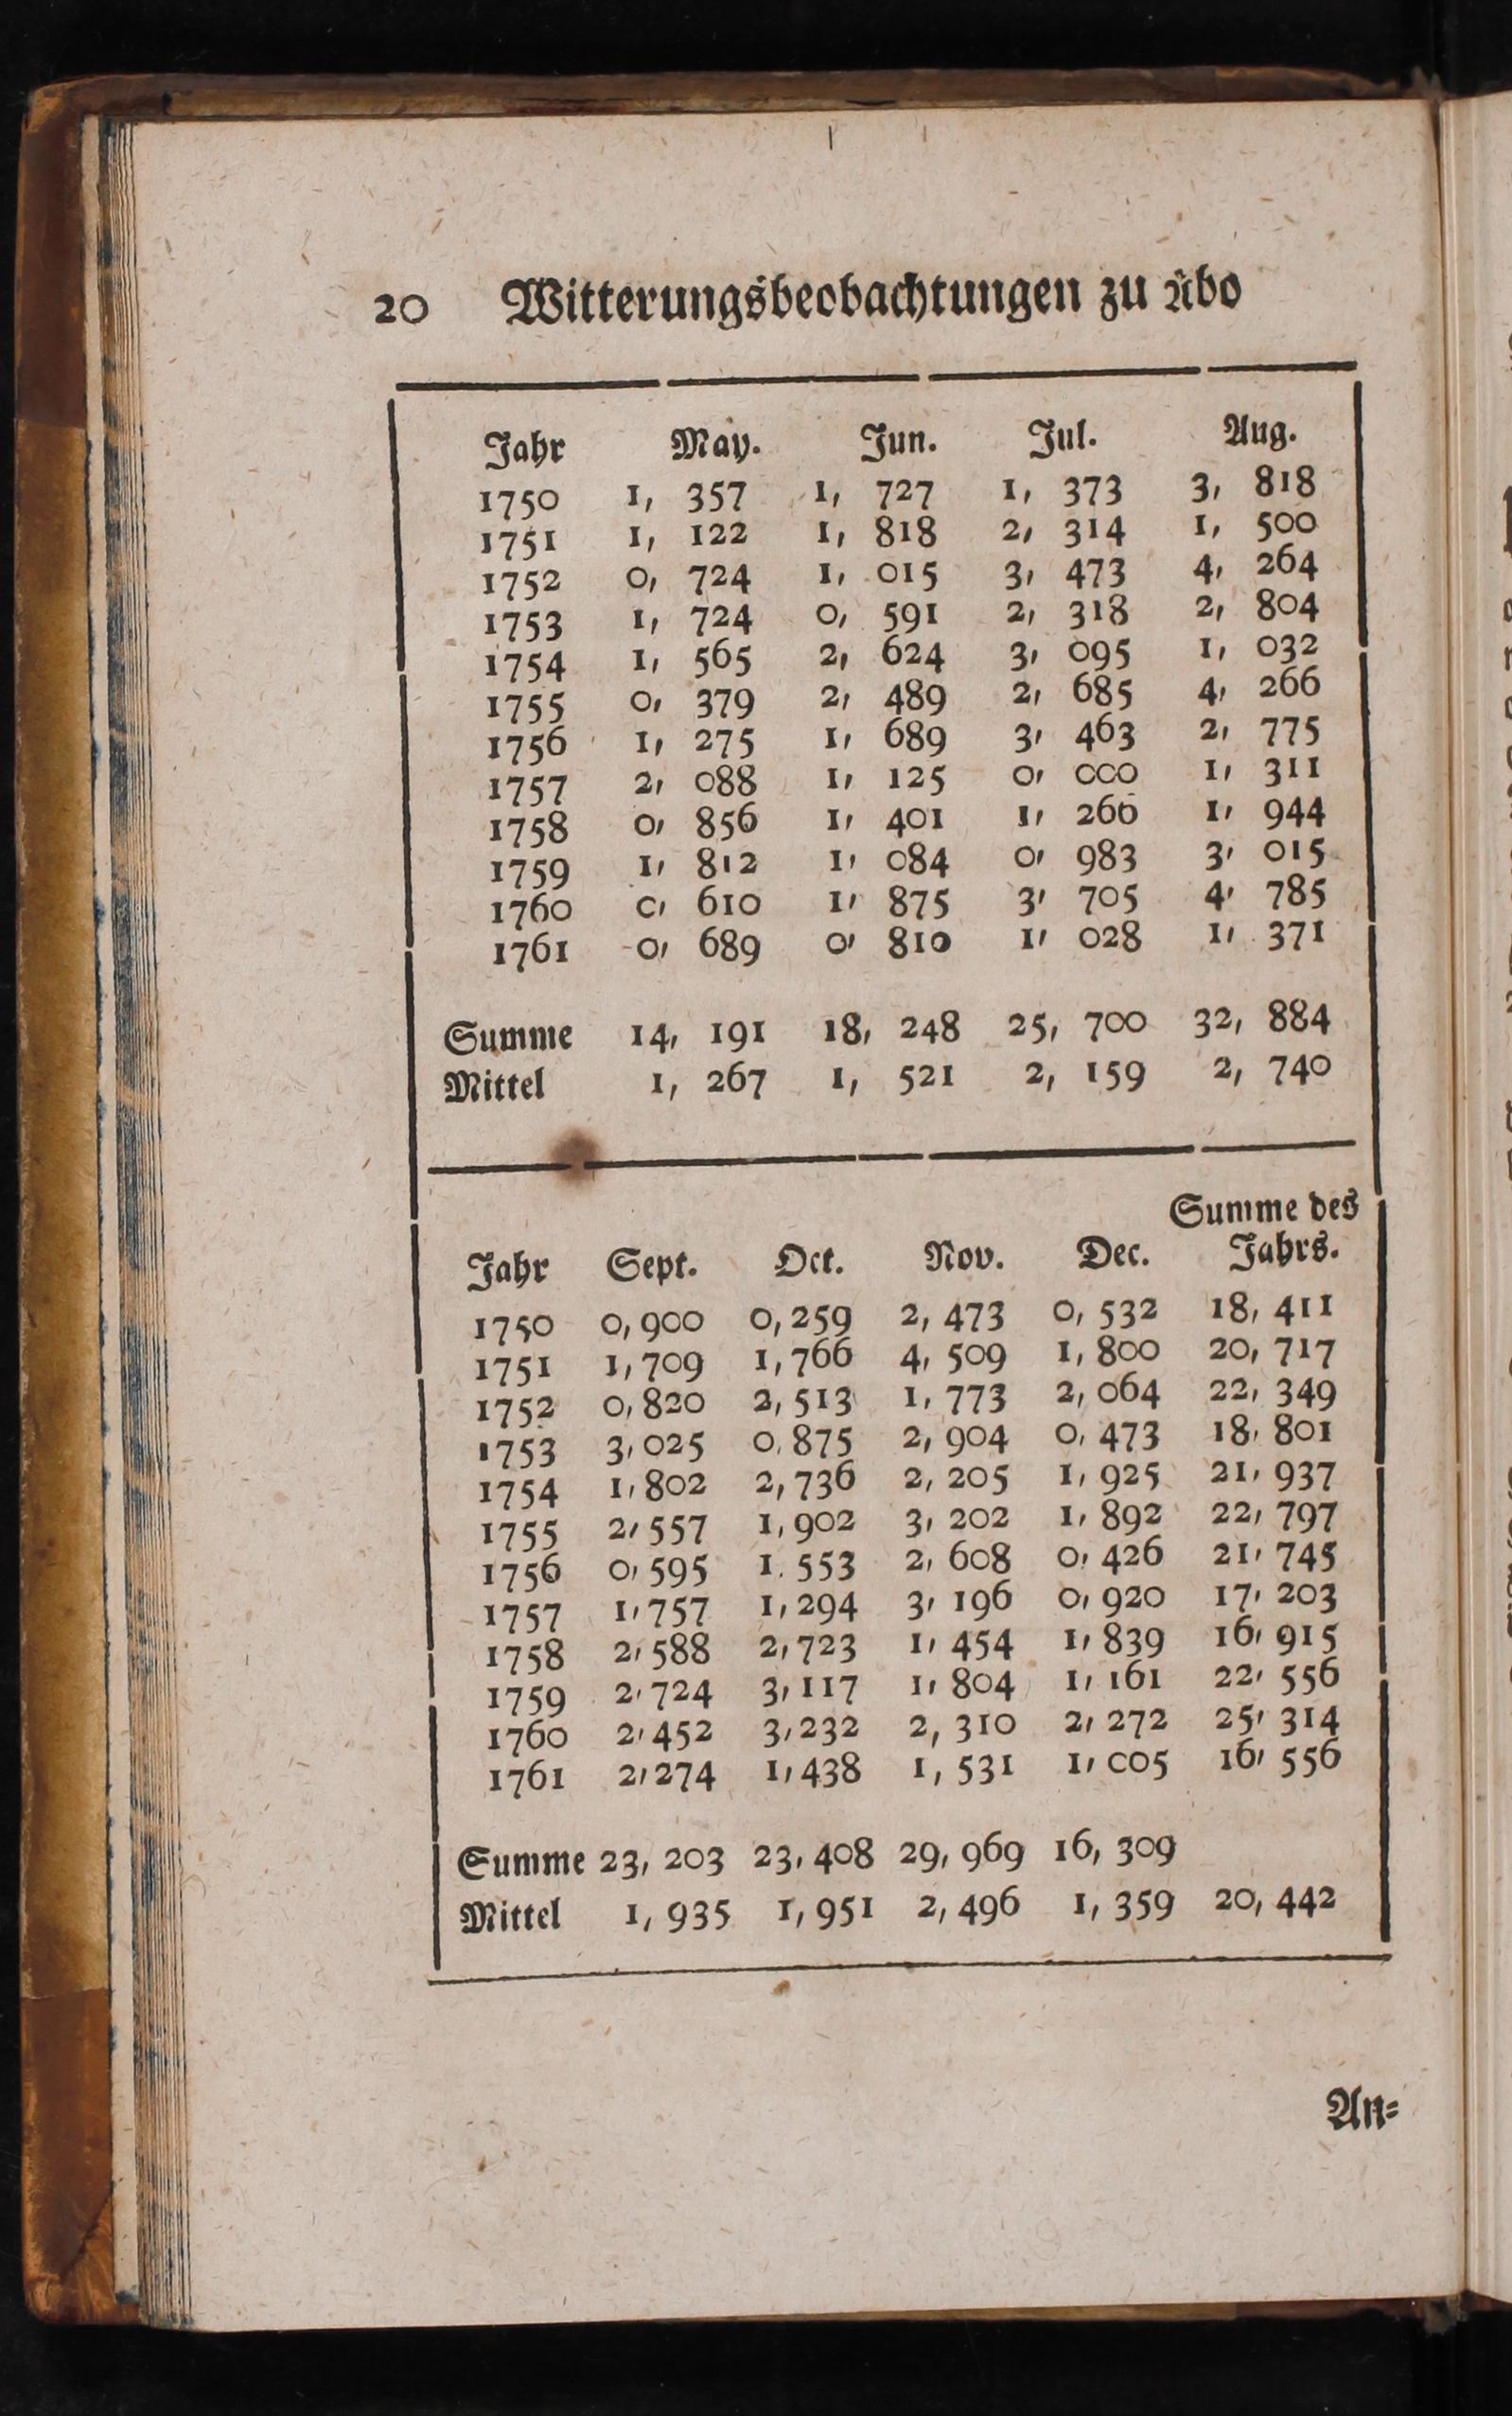 20 Witterungsbeobachtungen zu Åbo
Jahr May. Jun. Jul. Aug.
1750 1, 357 1, 727 1, 373 3, 818
1751 1, 122 1, 818 2, 314 1, 500
1752 0, 724 1, 015 3, 473 4, 264
1753 1, 724 0, 591 2, 318 2, 804
1754 1, 565 2, 624 3, 095 1, 032
1755 0, 379 2, 489 2, 685 4, 266
1756 1, 275 1, 689 3, 463 2, 775
1757 2, 088 1, 125 0, 000 1, 311
1758 0, 856 1, 401 1, 266 1, 944
1759 1, 812 1, 084 0, 983 3, 015
1760 0, 610 1, 875 3, 705 4, 785
1761 0, 689 0, 810 1, 028 1, 371
Summe 14, 191 18, 248 25, 700 32, 884
Mittel 1, 267 1, 521 2, 159 2, 740
Summe des
Jahr Sept. Oct. Nov. Dec. Jahrs.
1750 0,900 0,259 2, 473 0, 532 18, 411
1751 1,709 1,766 4, 509 1, 800 20, 717
1752 0,820 2,513 1, 773 2, 064 22, 349
1753 3,025 0,875 2, 904 0, 473 18, 801
1754 1,802 2,736 2, 205 1, 925 21, 937
1755 2,557 1,902 3, 202 1, 892 22, 797
1756 0,595 1. 553 2, 608 0, 426 21, 745
1757 1,757 1,294 3, 196 0, 920 17, 203
1758 2,588 2,723 1, 454 1, 839 16, 915
1759 2,724 3,117 1, 804 1, 161 22, 556
1760 2,452 3,232 2, 310 2, 272 25, 314
1761 2,274 1,438 1, 531 1, 005 16, 556
Summe 23, 203 23, 408 29, 969 16, 309
Mittel 1, 935 1, 951 2, 496 1, 359 20, 442
An=